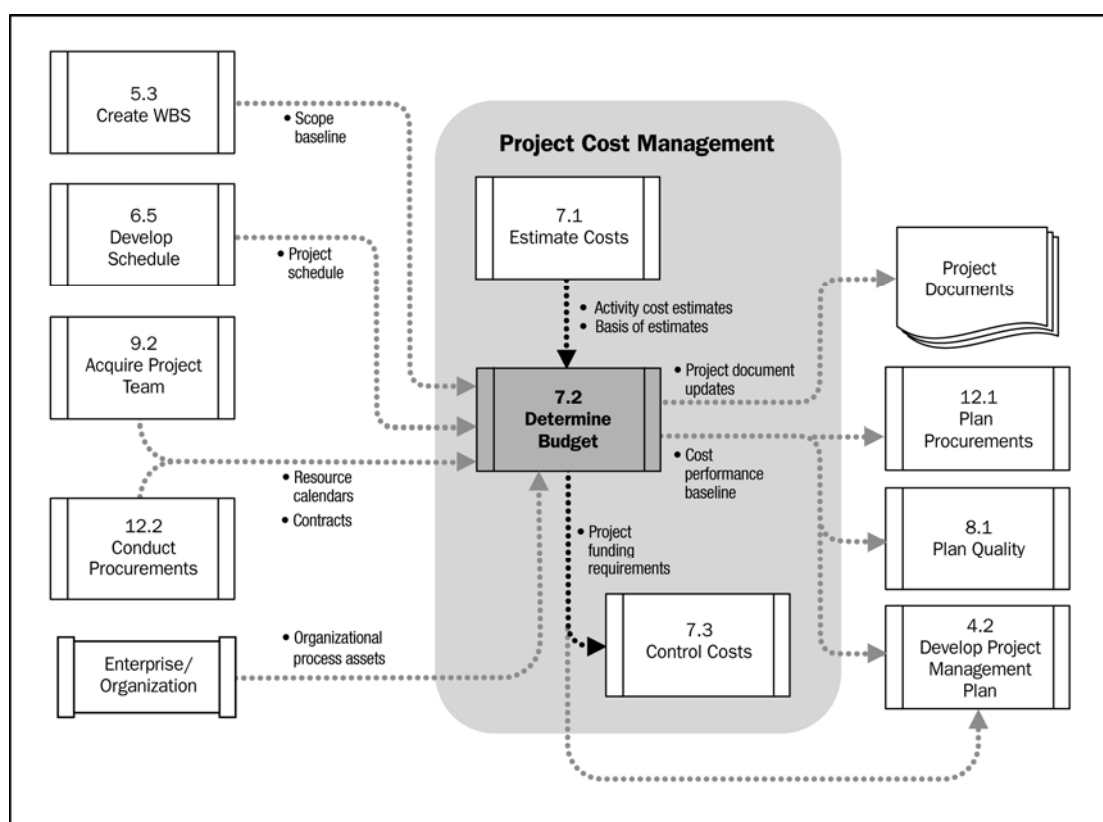 5.3
Create WBS
• Scope
baseline
6.5
Develop
Schedule
• Project
schedule
9.2
Acquire Project
Team
• Resource
calendars
• Contracts
12.2
Conduct
Procurements
Enterprise/
Organization
• Organizational
process assets
Project Cost Management
7.1
Estimate Costs
• Activity cost estimates
• Basis of estimates
7.2
Determine
Budget
• Project document
updates
• Cost
performance
baseline
• Project
funding
requirements
7.3
Control Costs
Project
Documents
12.1
Plan
Procurements
8.1
Plan Quality
4.2
Develop Project
Management
Plan